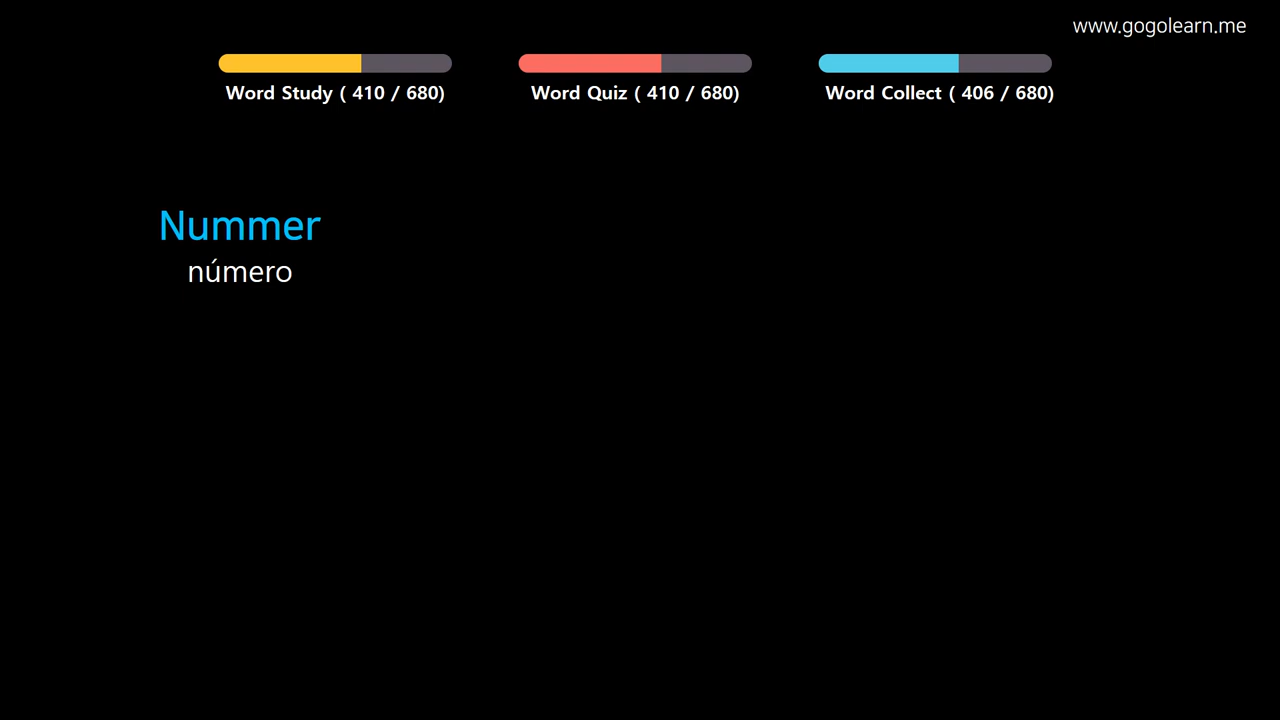 www.gogolearn.me
Word Study ( 410 / 680)
Word Quiz ( 410 / 680)
Word Collect ( 406 / 680)
Nummer
número